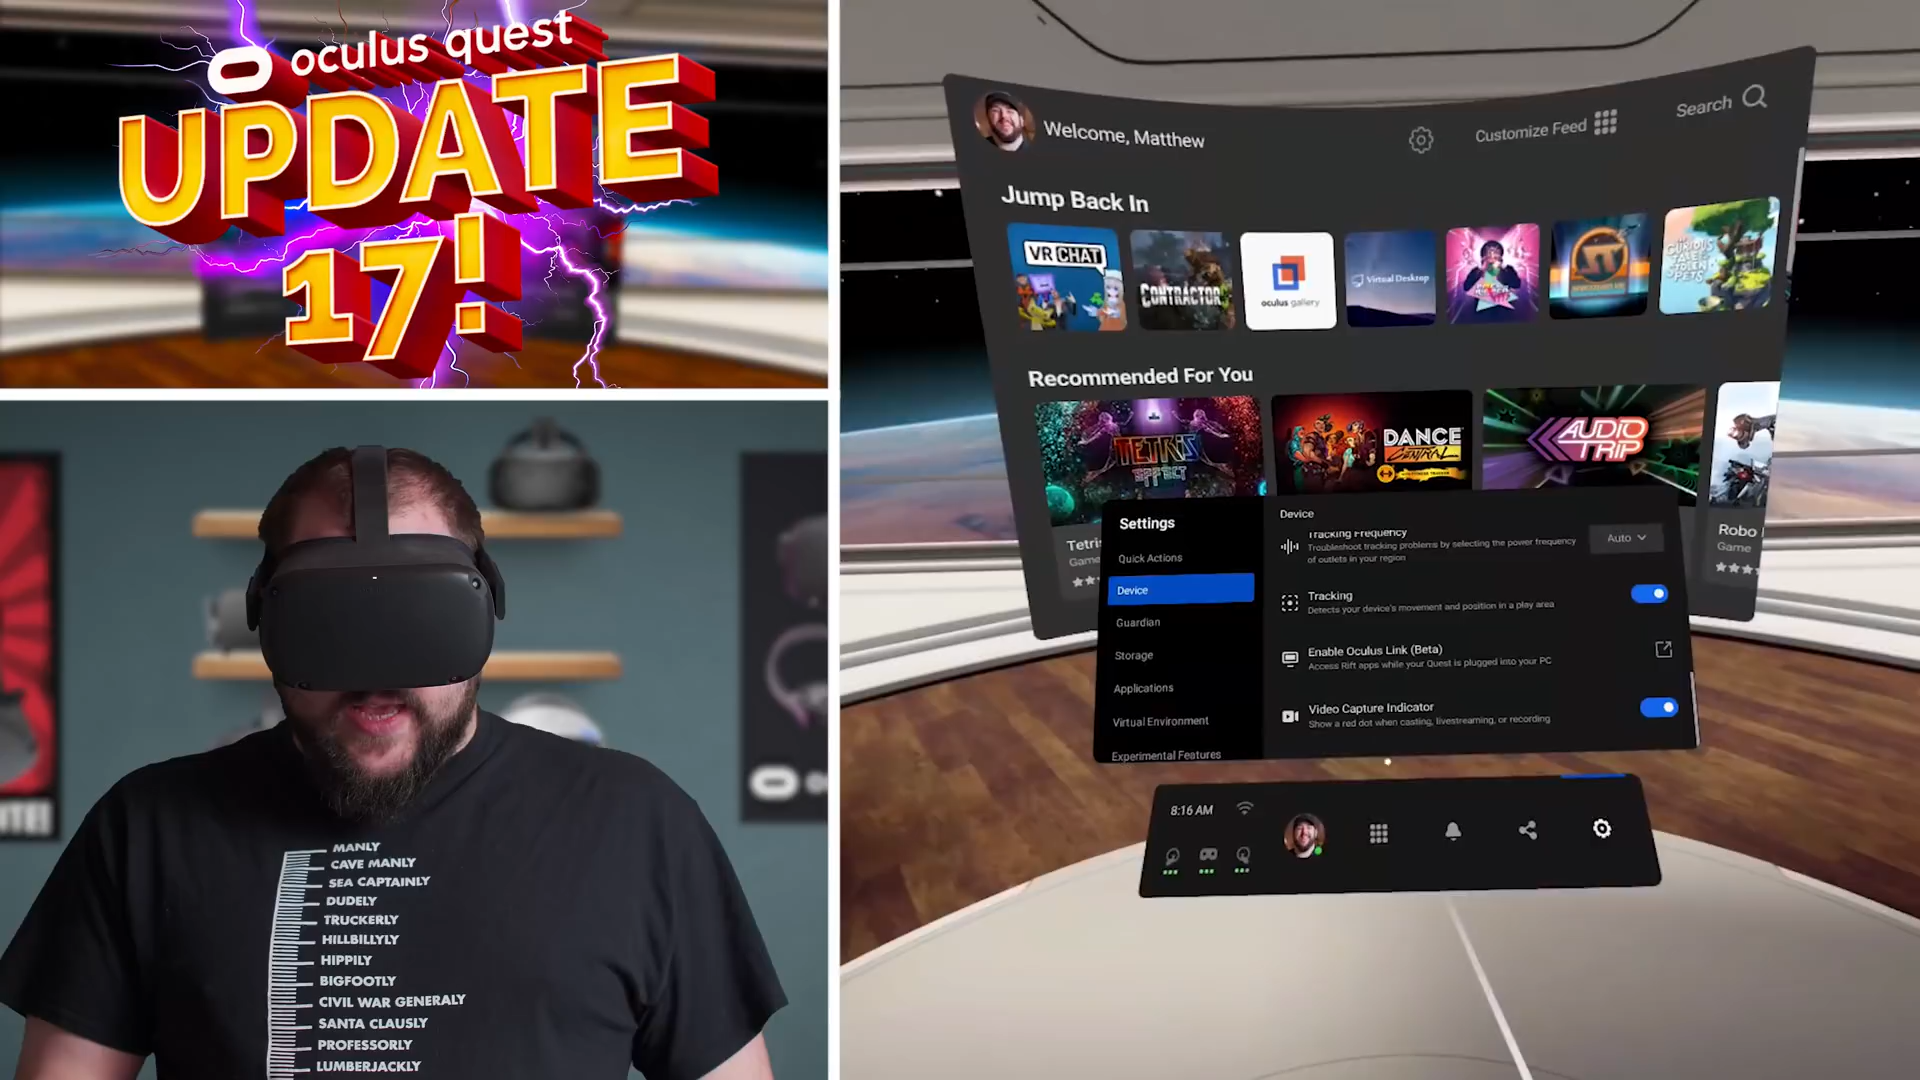 oculus quest
UPDATE
17!
MANLY
CAVE MANLY
SEA CAPTAINLY
DUDELY
TRUCKERLY
HILLBILLYLY
HIPPILY
BIGFOOTLY
CIVIL WAR GENERALY
SANTA CLAUSLY
PROFESSORLY
LUMBERJACKLY
Welcome, Matthew
Customize Feed
Search
Jump Back In
VR CHAT
CONTRACTOR
oculus gallery
Virtual Desktop
Recommended For You
TETRIS
EFFECT
DANCE
CENTRAL
AUDIO
TRIP
Tetris
Game
Robo
Game
Settings
Quick Actions
Device
Guardian
Storage
Applications
Virtual Environment
Experimental Features
Device
Tracking Frequency
Troubleshoot tracking problems by selecting the power frequency
of outlets in your region
Auto
Tracking
Detects your device's movement and position in a play area
Enable Oculus Link (Beta)
Access Rift apps while your Quest is plugged into your PC
Video Capture Indicator
Show a red dot when casting, livestreaming, or recording
8:16 AM